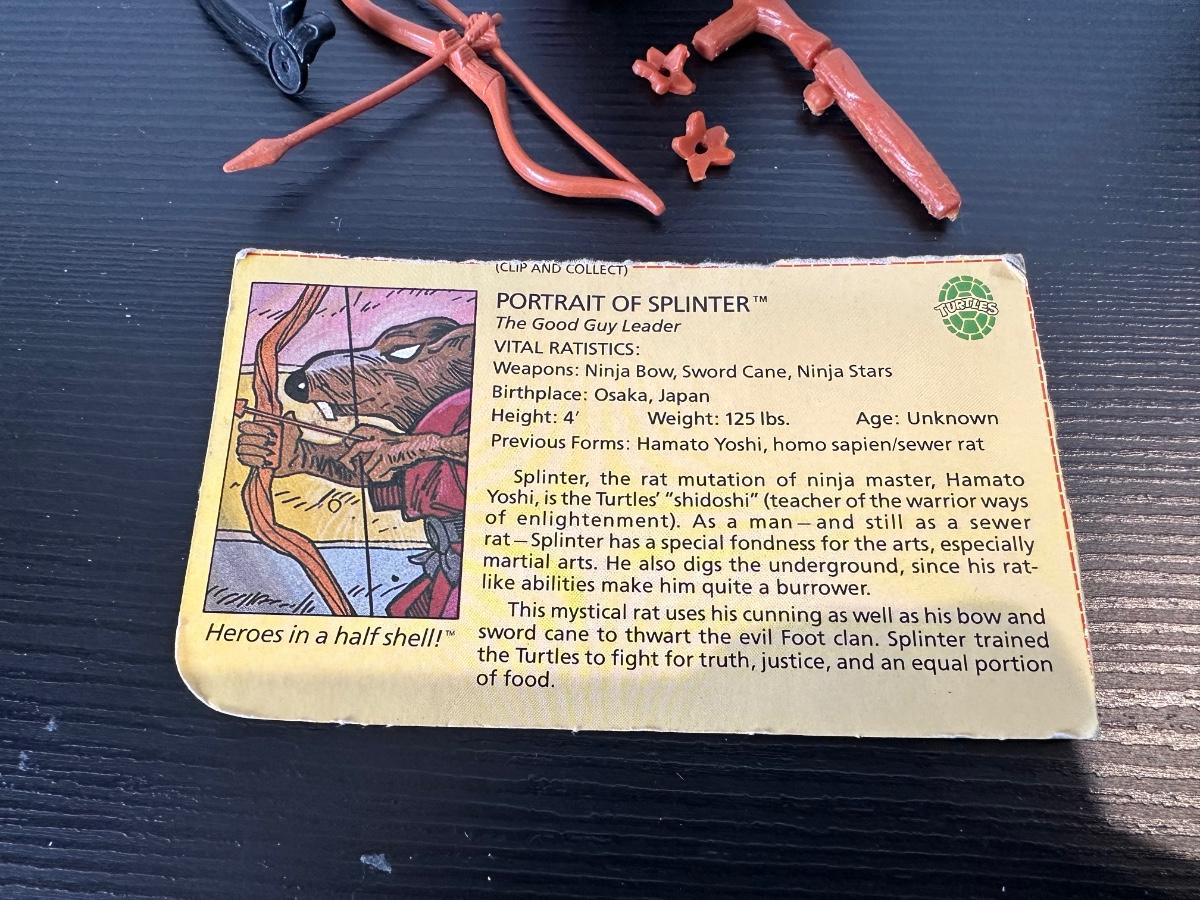 (CLIP AND COLLECT)
PORTRAIT OF SPLINTER™
The Good Guy Leader
TURTLES
VITAL RATISTICS:
Weapons: Ninja Bow, Sword Cane, Ninja Stars
Birthplace: Osaka, Japan
Height: 4′ Weight: 125 lbs. Age: Unknown
Previous Forms: Hamato Yoshi, homo sapien/sewer rat
Splinter, the rat mutation of ninja master, Hamato
Yoshi, is the Turtles' "shidoshi" (teacher of the warrior ways
of enlightenment). As a man—and still as a sewer
rat—Splinter has a special fondness for the arts, especially
martial arts. He also digs the underground, since his rat-
like abilities make him quite a burrower.
This mystical rat uses his cunning as well as his bow and
sword cane to thwart the evil Foot clan. Splinter trained
the Turtles to fight for truth, justice, and an equal portion
of food.
Heroes in a half shell!™